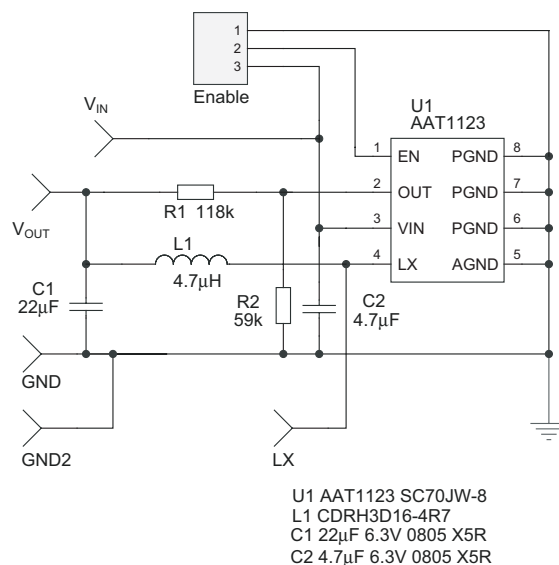 1
2
3
Enable
V_IN
U1
AAT1123
1 EN PGND 8
2 OUT PGND 7
3 VIN PGND 6
4 LX AGND 5
V_OUT
R1 118k
L1
4.7μH
C1
22μF
R2
59k
C2
4.7μF
GND
GND2
LX
U1 AAT1123 SC70JW-8
L1 CDRH3D16-4R7
C1 22μF 6.3V 0805 X5R
C2 4.7μF 6.3V 0805 X5R